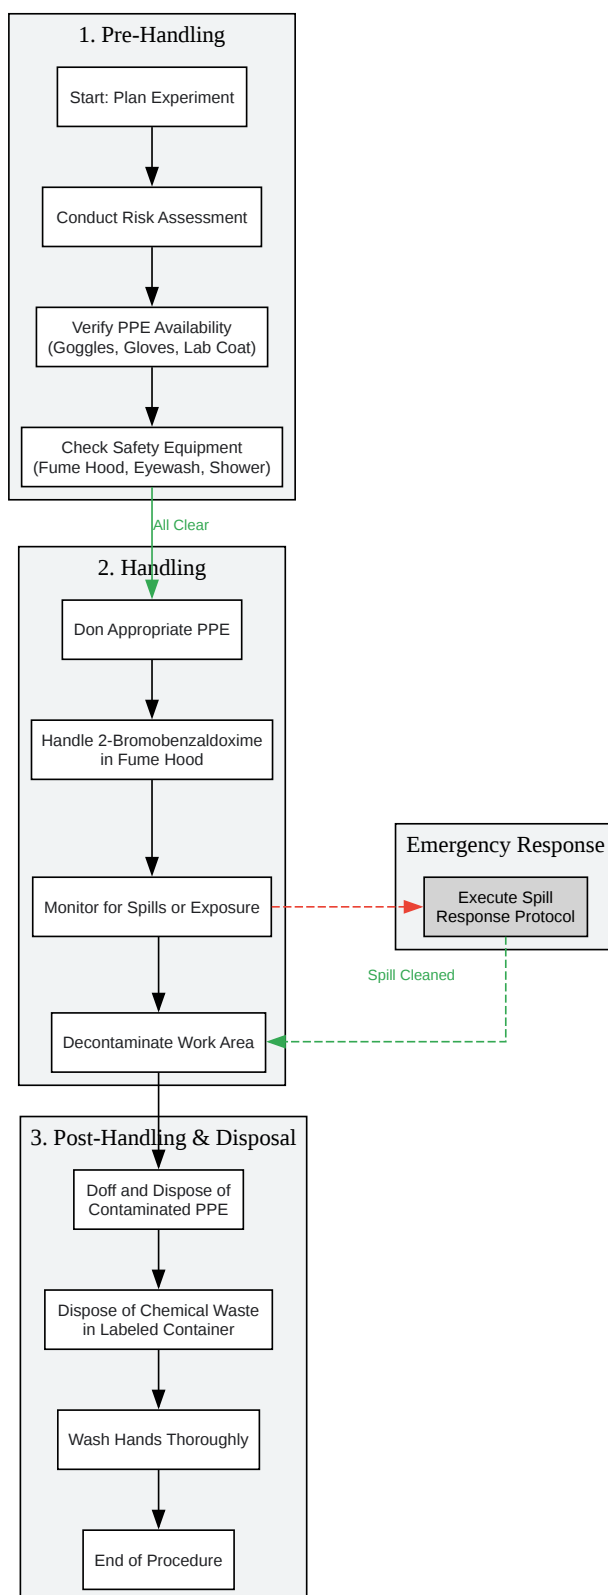 1. Pre-Handling
Start: Plan Experiment
Conduct Risk Assessment
Verify PPE Availability
(Goggles, Gloves, Lab Coat)
Check Safety Equipment
(Fume Hood, Eyewash, Shower)
All Clear
2. Handling
Don Appropriate PPE
Handle 2-Bromobenzaldoxime
in Fume Hood
Monitor for Spills or Exposure
Emergency Response
Execute Spill
Response Protocol
Spill Cleaned
Decontaminate Work Area
3. Post-Handling & Disposal
Doff and Dispose of
Contaminated PPE
Dispose of Chemical Waste
in Labeled Container
Wash Hands Thoroughly
End of Procedure